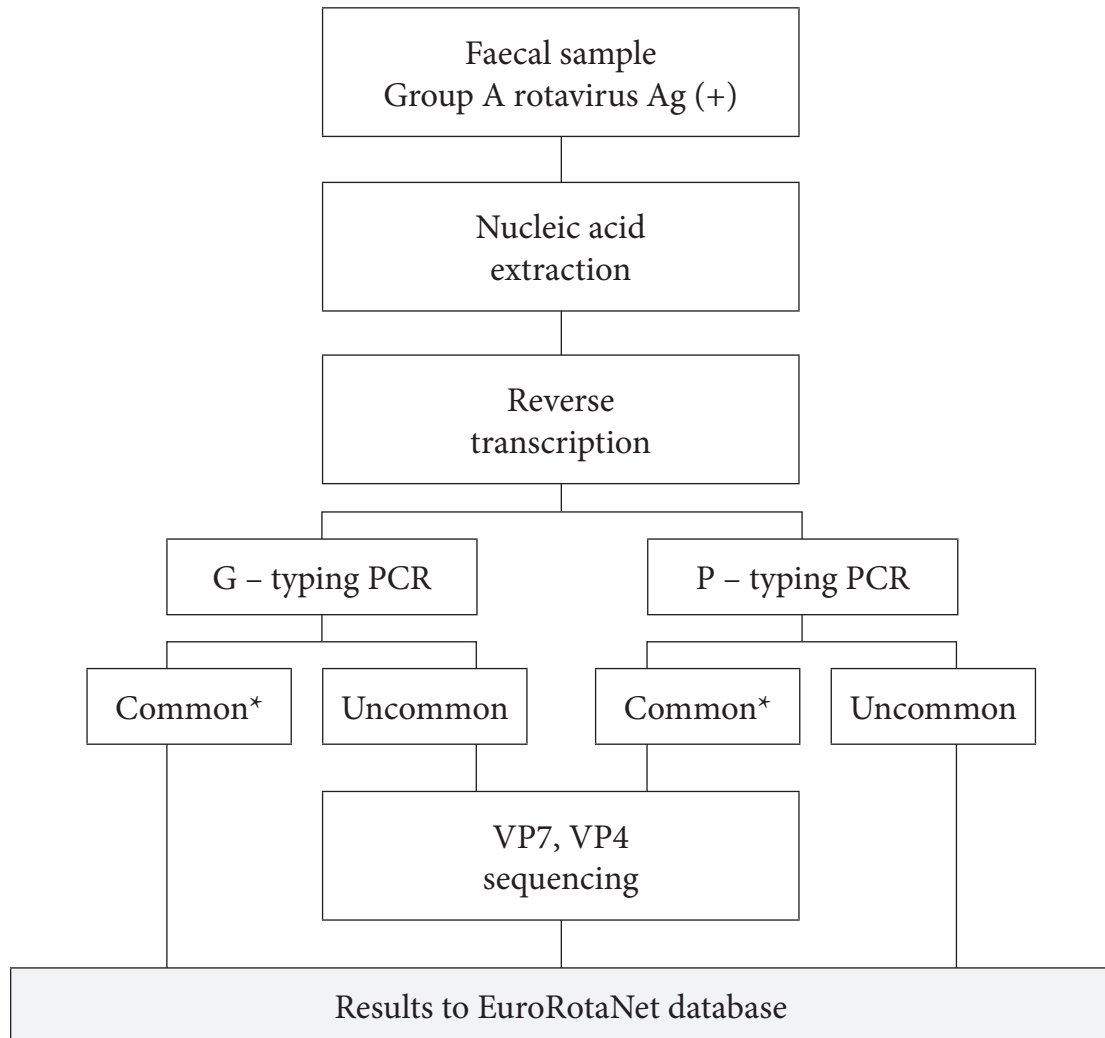 Faecal sample
Group A rotavirus Ag (+)
Nucleic acid
extraction
Reverse
transcription
G – typing PCR
P – typing PCR
Common*
Uncommon
Common*
Uncommon
VP7, VP4
sequencing
Results to EuroRotaNet database